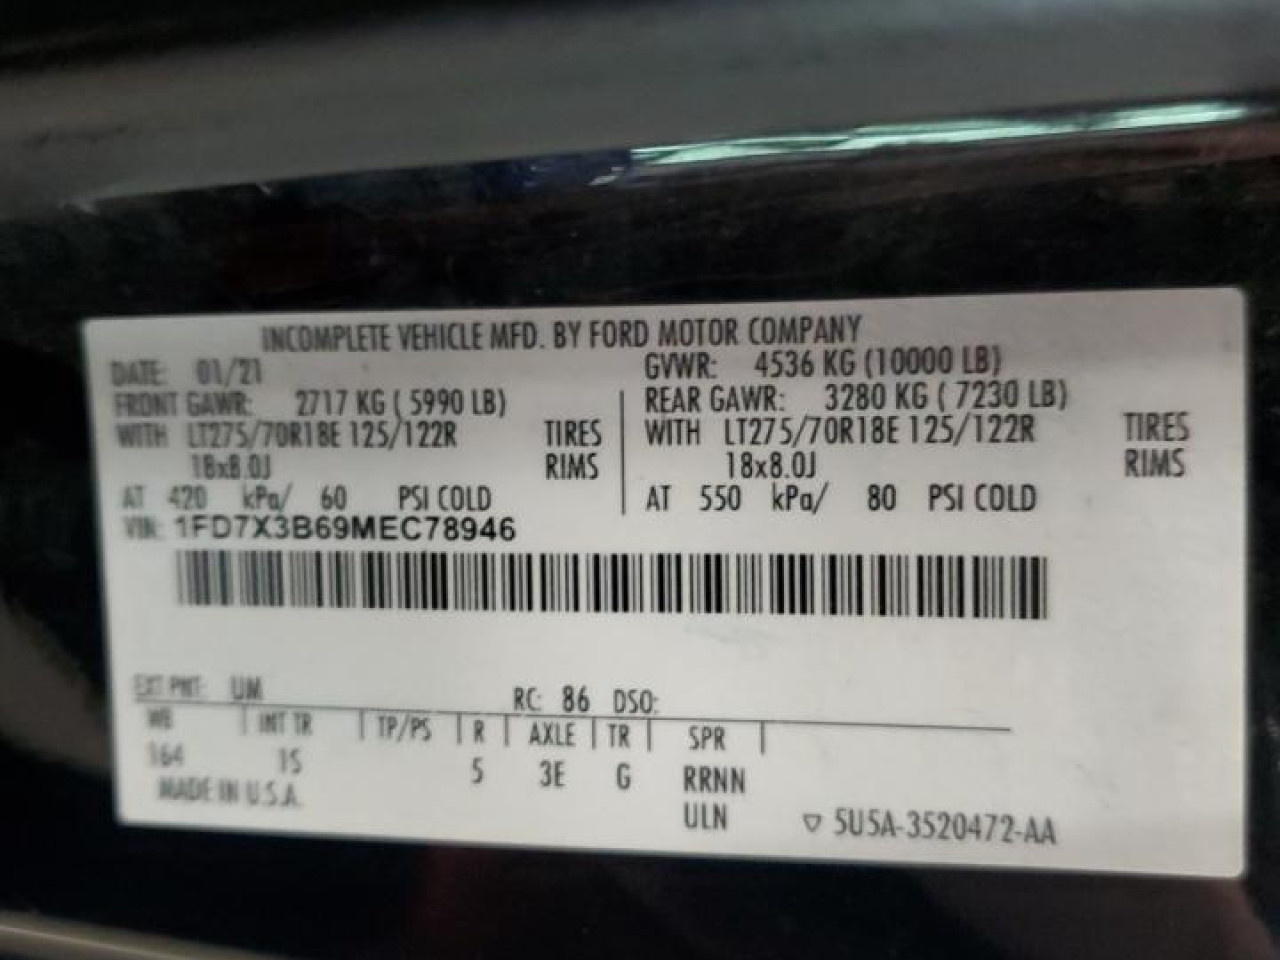 INCOMPLETE VEHICLE MFD. BY FORD MOTOR COMPANY
DATE: 01/21 GVWR: 4536 KG (10000 LB)
FRONT GAWR: 2717 KG ( 5990 LB) REAR GAWR: 3280 KG ( 7230 LB)
WITH LT275/70R18E 125/122R TIRES WITH LT275/70R18E 125/122R TIRES
18x8.0J RIMS 18x8.0J RIMS
AT 420 kPa/ 60 PSI COLD AT 550 kPa/ 80 PSI COLD
VIN: 1FD7X3B69MEC78946
EXT PNT: UM RC: 86 DSO:
WB INT TR TP/PS R AXLE TR SPR
164 1S 5 3E G RRNN
MADE IN U.S.A. ULN ▽ 5U5A-3520472-AA